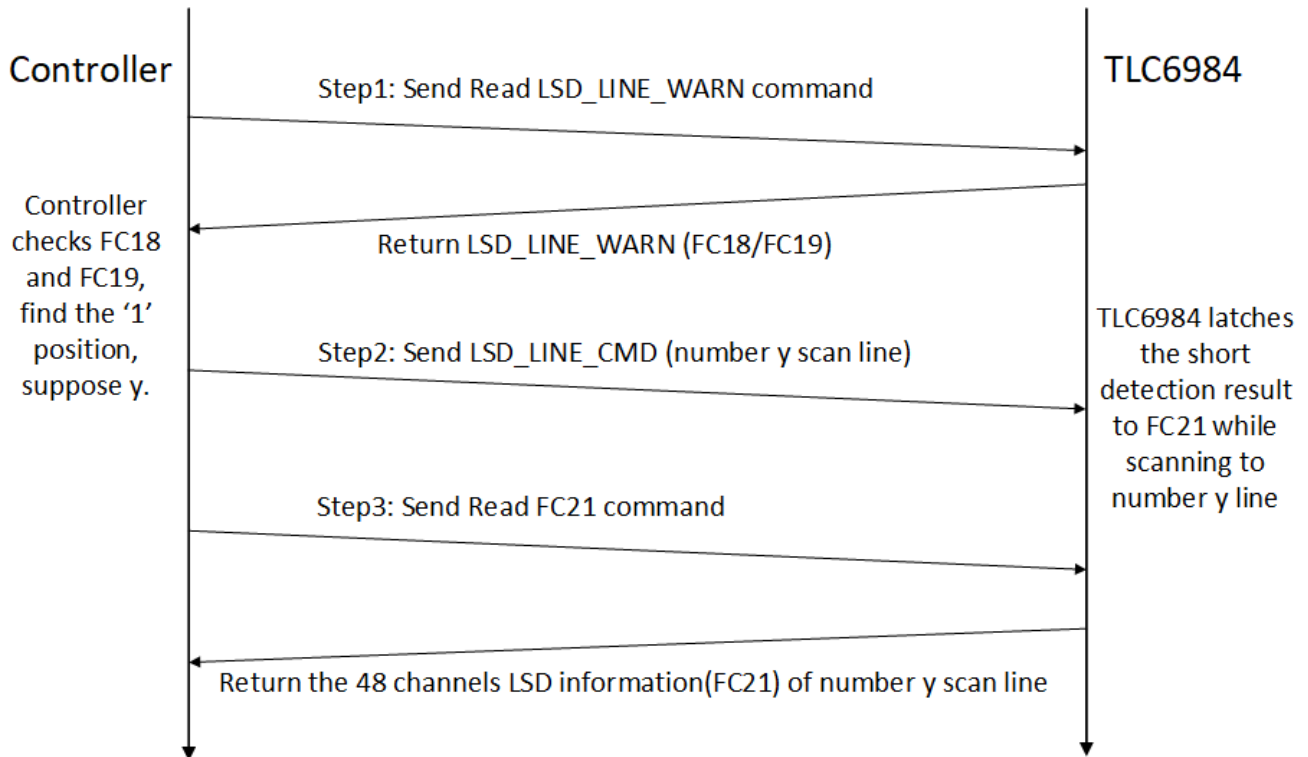 Controller
TLC6984
Step1: Send Read LSD_LINE_WARN command
Return LSD_LINE_WARN (FC18/FC19)
Controller
checks FC18
and FC19,
find the ‘1’
position,
suppose y.
Step2: Send LSD_LINE_CMD (number y scan line)
TLC6984 latches
the short
detection result
to FC21 while
scanning to
number y line
Step3: Send Read FC21 command
Return the 48 channels LSD information(FC21) of number y scan line